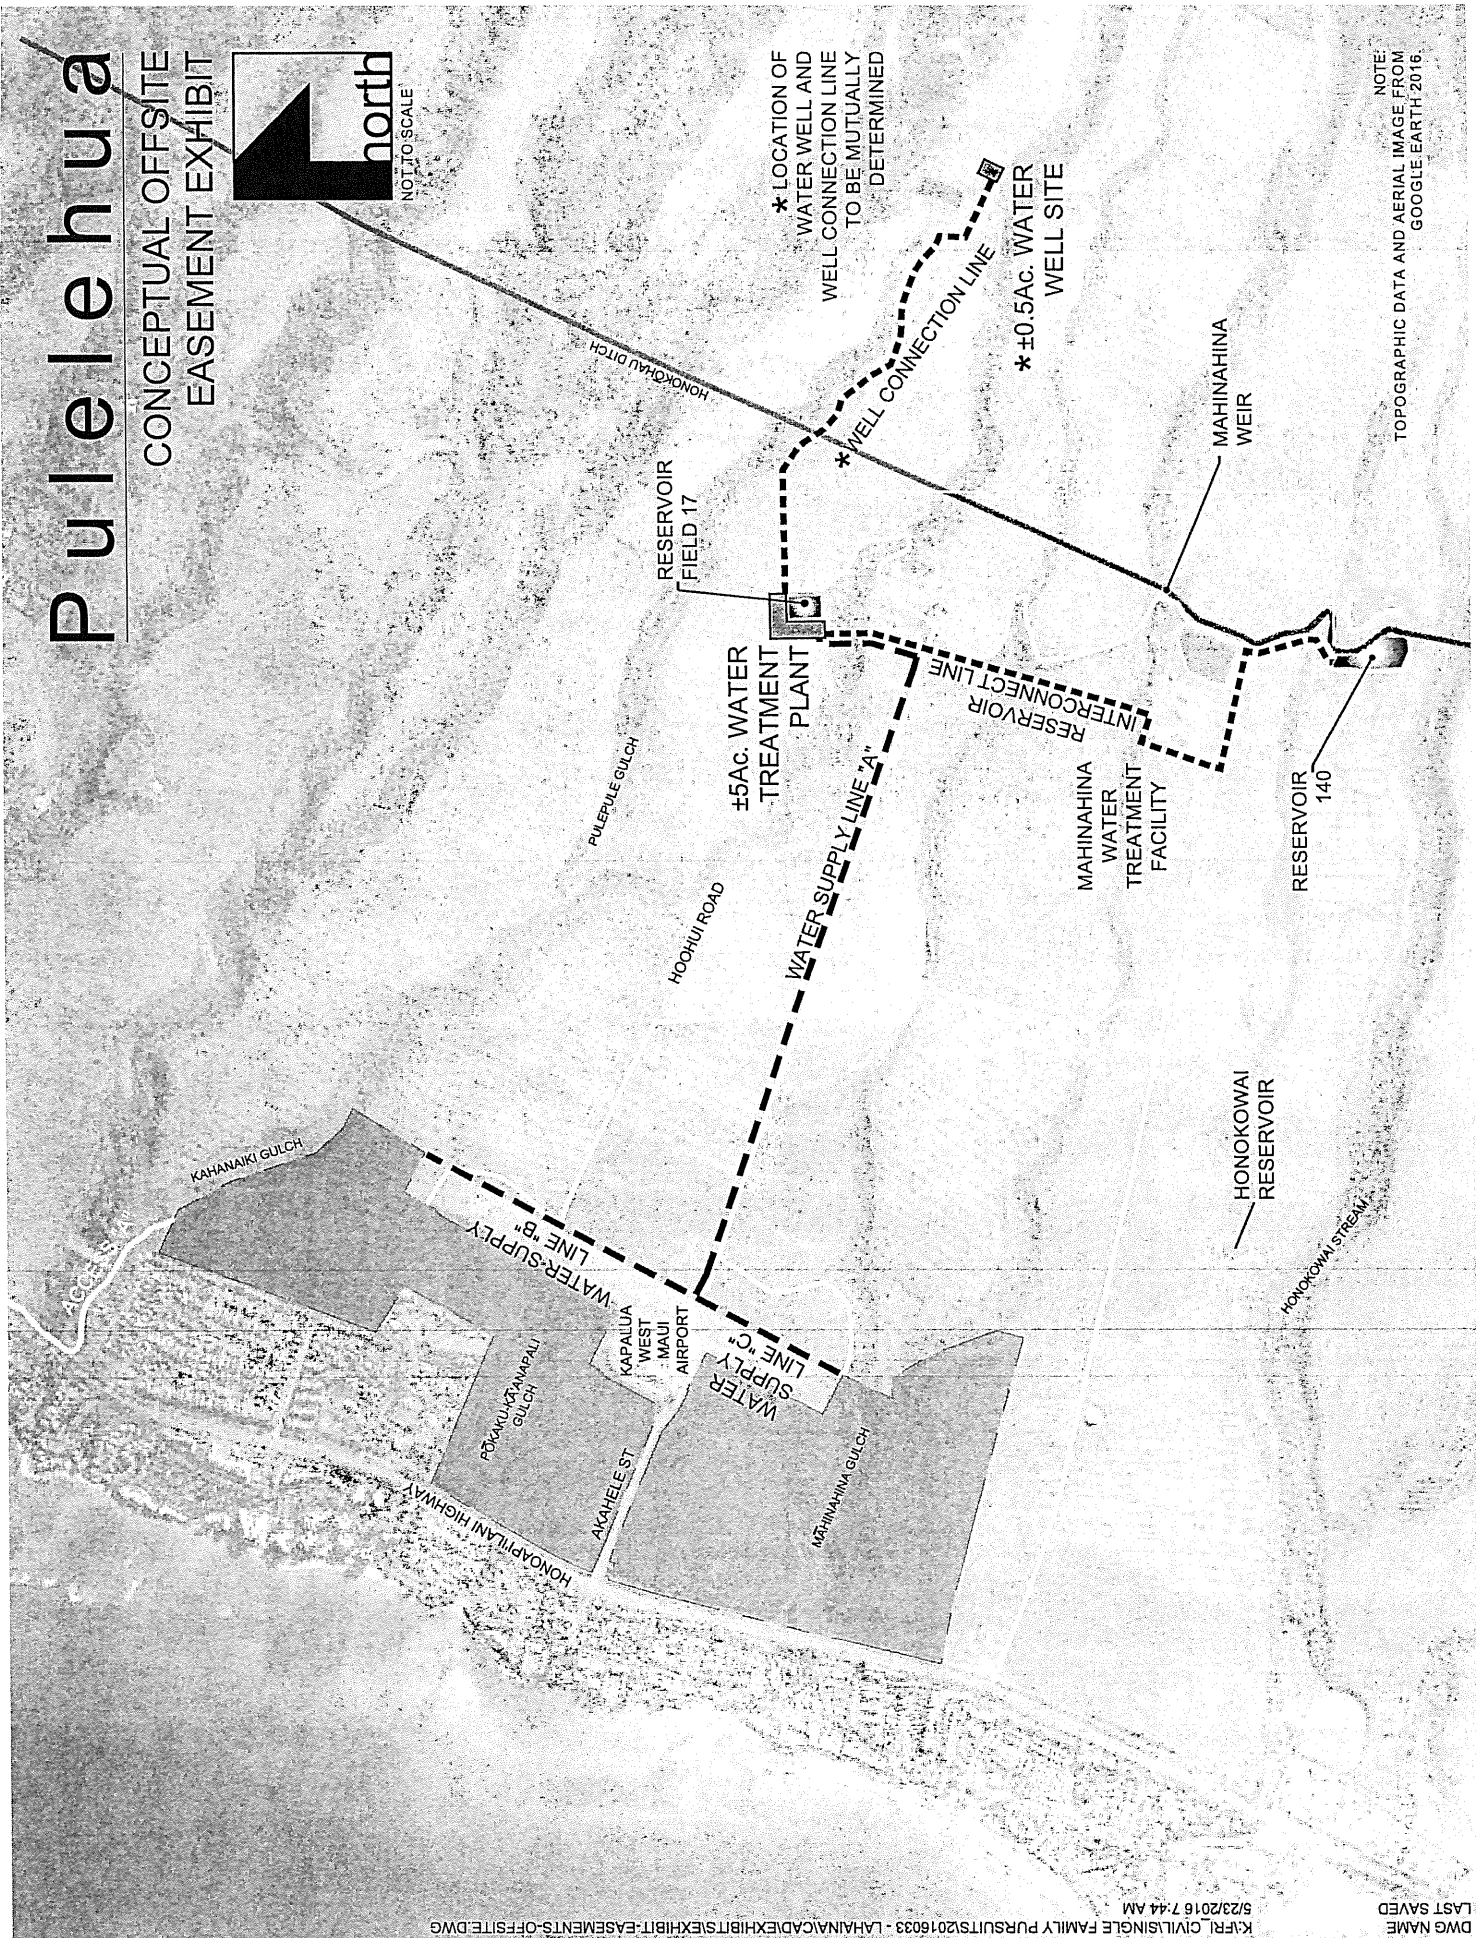 Pulelehua
CONCEPTUAL OFFSITE
EASEMENT EXHIBIT
north
NOT TO SCALE
* LOCATION OF
WATER WELL AND
WELL CONNECTION LINE
TO BE MUTUALLY
DETERMINED
HONOKOHAU DITCH
* WELL CONNECTION LINE
* ±0.5Ac. WATER
WELL SITE
RESERVOIR
FIELD 17
±5Ac. WATER
TREATMENT
PLANT
MAHINAHINA
WEIR
RESERVOIR
INTERCONNECT LINE
MAHINAHINA
WATER
TREATMENT
FACILITY
RESERVOIR
140
PULEPULE GULCH
HOOHUI ROAD
WATER SUPPLY LINE "A"
KAHANAIKI GULCH
WATER SUPPLY
LINE "B"
KAPALUA
WEST
MAUI
AIRPORT
WATER
SUPPLY
LINE "C"
POKAKU-KA'ANAPALI
GULCH
AKAHELE ST
HONOAPI'ILANI HIGHWAY
MAHINAHINA GULCH
HONOKOWAI
RESERVOIR
HONOKOWAI STREAM
NOTE:
TOPOGRAPHIC DATA AND AERIAL IMAGE FROM
GOOGLE EARTH 2016.
DWG NAME K:\FRI_CIVIL\SINGLE FAMILY PURSUITS\2016033 - LAHAINA\CAD\EXHIBITS\EXHIBIT-EASEMENTS-OFFSITE.DWG
LAST SAVED 5/23/2016 7:44 AM